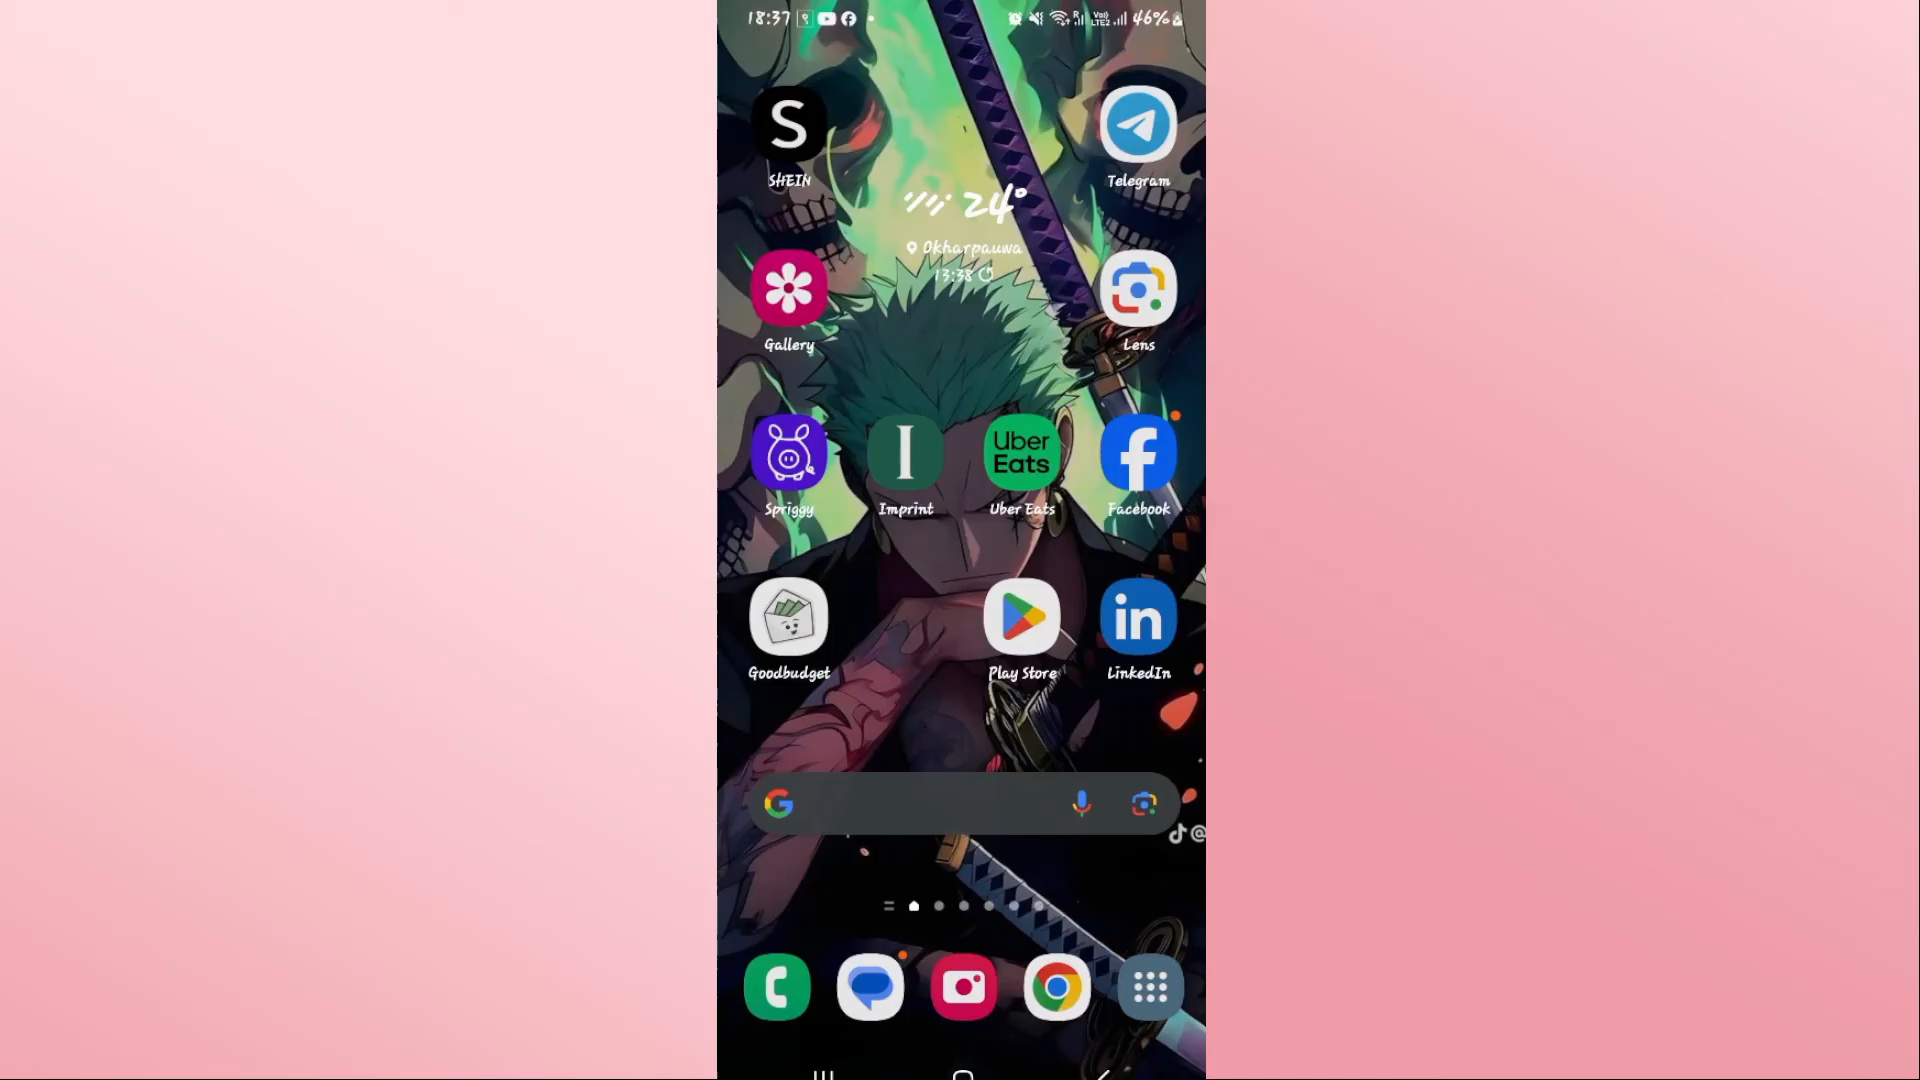 18:37
46%
S
SHEIN
Telegram
24°
Okharpauwa
13:38
Gallery
Lens
Uber
Eats
Spriggy
Imprint
Uber Eats
Facebook
in
Goodbudget
Play Store
LinkedIn